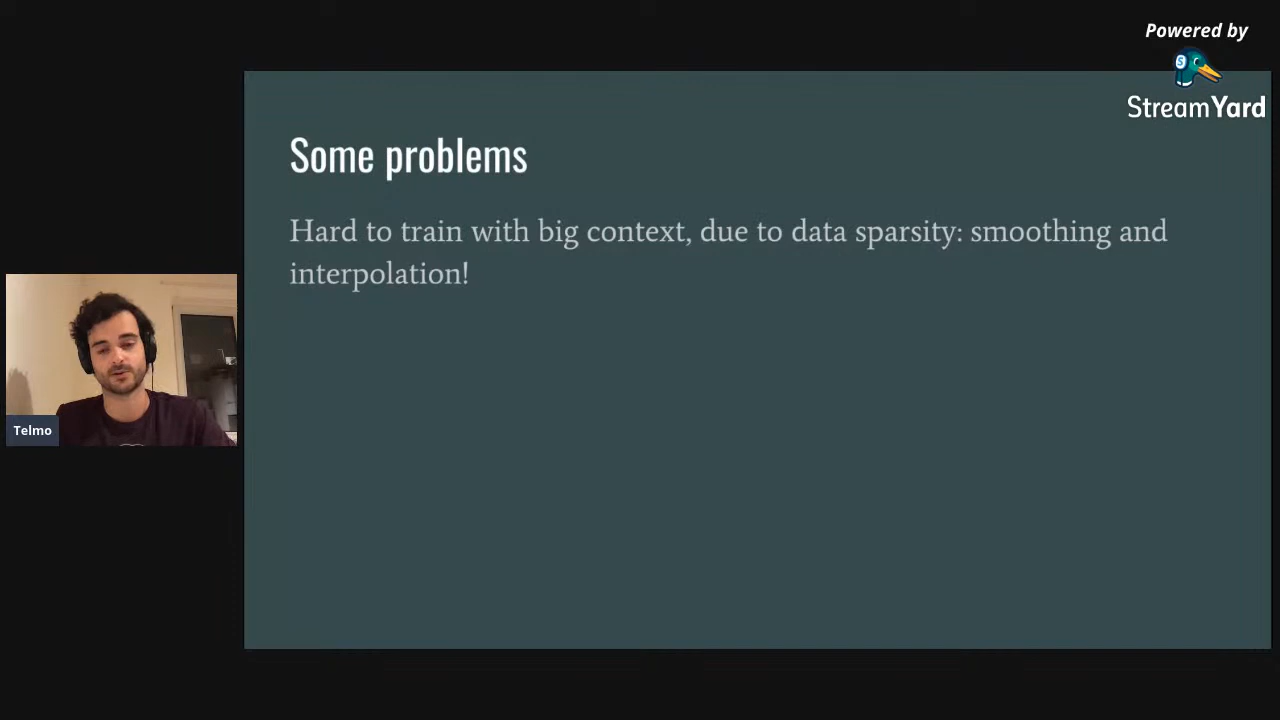 Powered by
StreamYard
Some problems
Hard to train with big context, due to data sparsity: smoothing and
interpolation!
Telmo